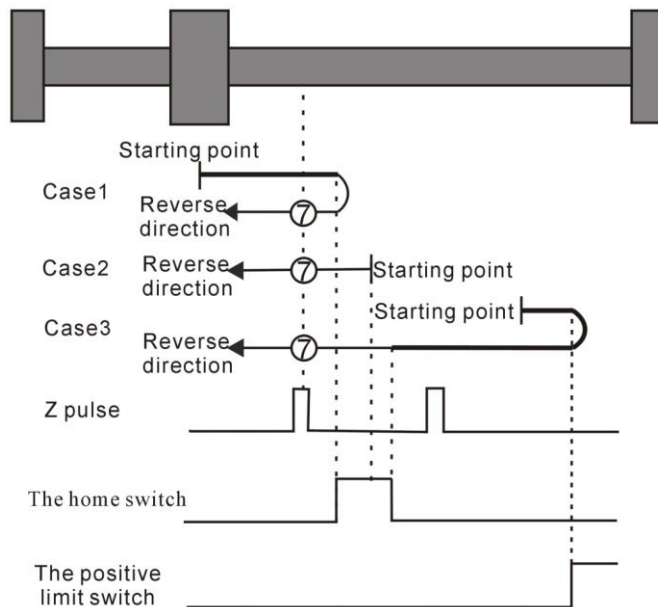 Starting point
Case1
Reverse
direction
7
Case2
Reverse
direction
7
Starting point
Starting point
Case3
Reverse
direction
7
Z pulse
The home switch
The positive
limit switch